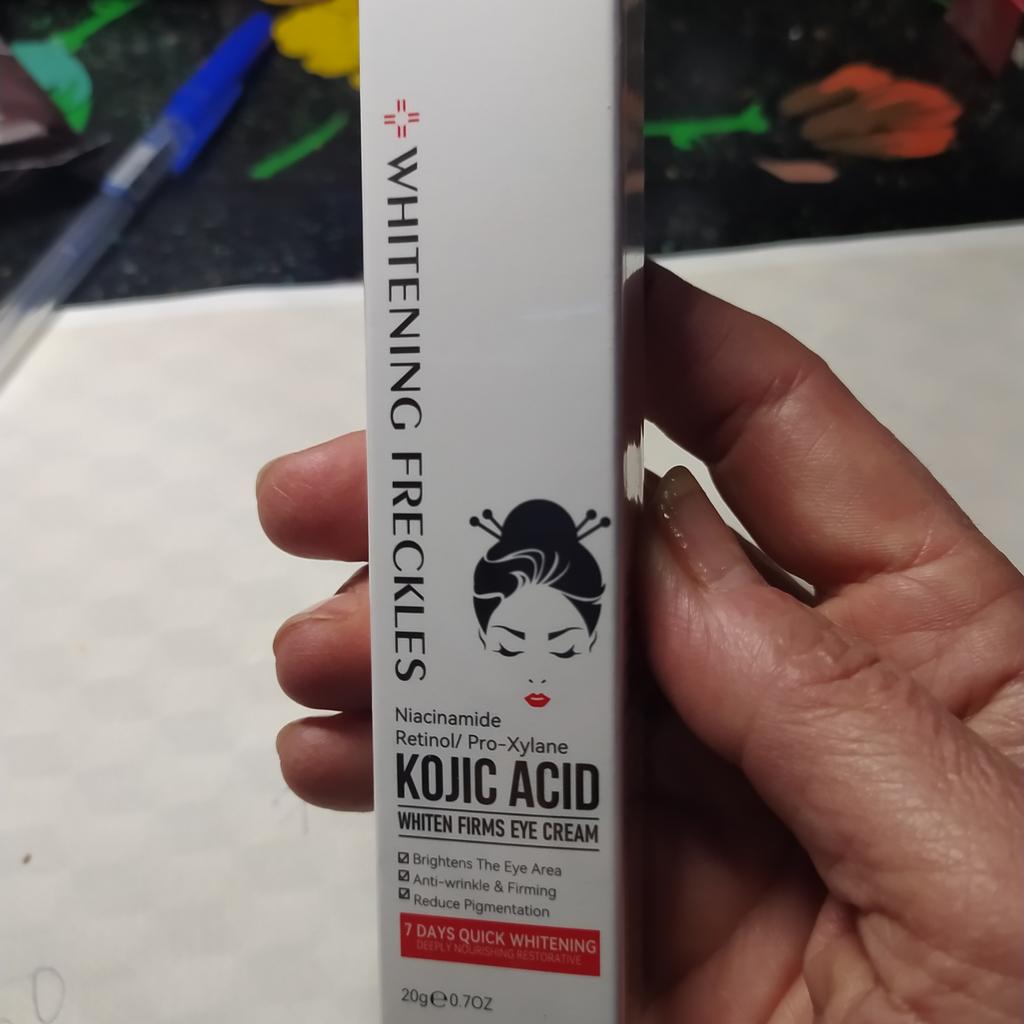 WHITENING FRECKLES
Niacinamide
Retinol/ Pro-Xylane
KOJIC ACID
WHITEN FIRMS EYE CREAM
Brightens The Eye Area
Anti-wrinkle & Firming
Reduce Pigmentation
7 DAYS QUICK WHITENING
DEEPLY NOURISHING RESTORATIVE
20g℮0.7OZ